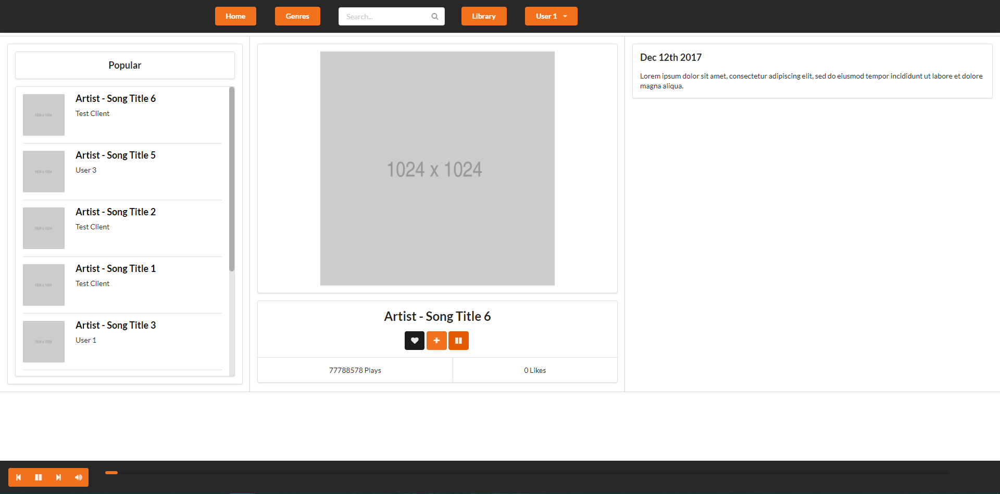 Home
Genres
Search...
Library
User 1
Popular
1024 x 1024
Artist - Song Title 6
Test Client
1024 x 1024
Artist - Song Title 5
User 3
1024 x 1024
Artist - Song Title 2
Test Client
1024 x 1024
Artist - Song Title 1
Test Client
1024 x 1024
Artist - Song Title 3
User 1
1024 x 1024
Artist - Song Title 6
77788578 Plays
0 Likes
Dec 12th 2017
Lorem ipsum dolor sit amet, consectetur adipiscing elit, sed do eiusmod tempor incididunt ut labore et dolore
magna aliqua.